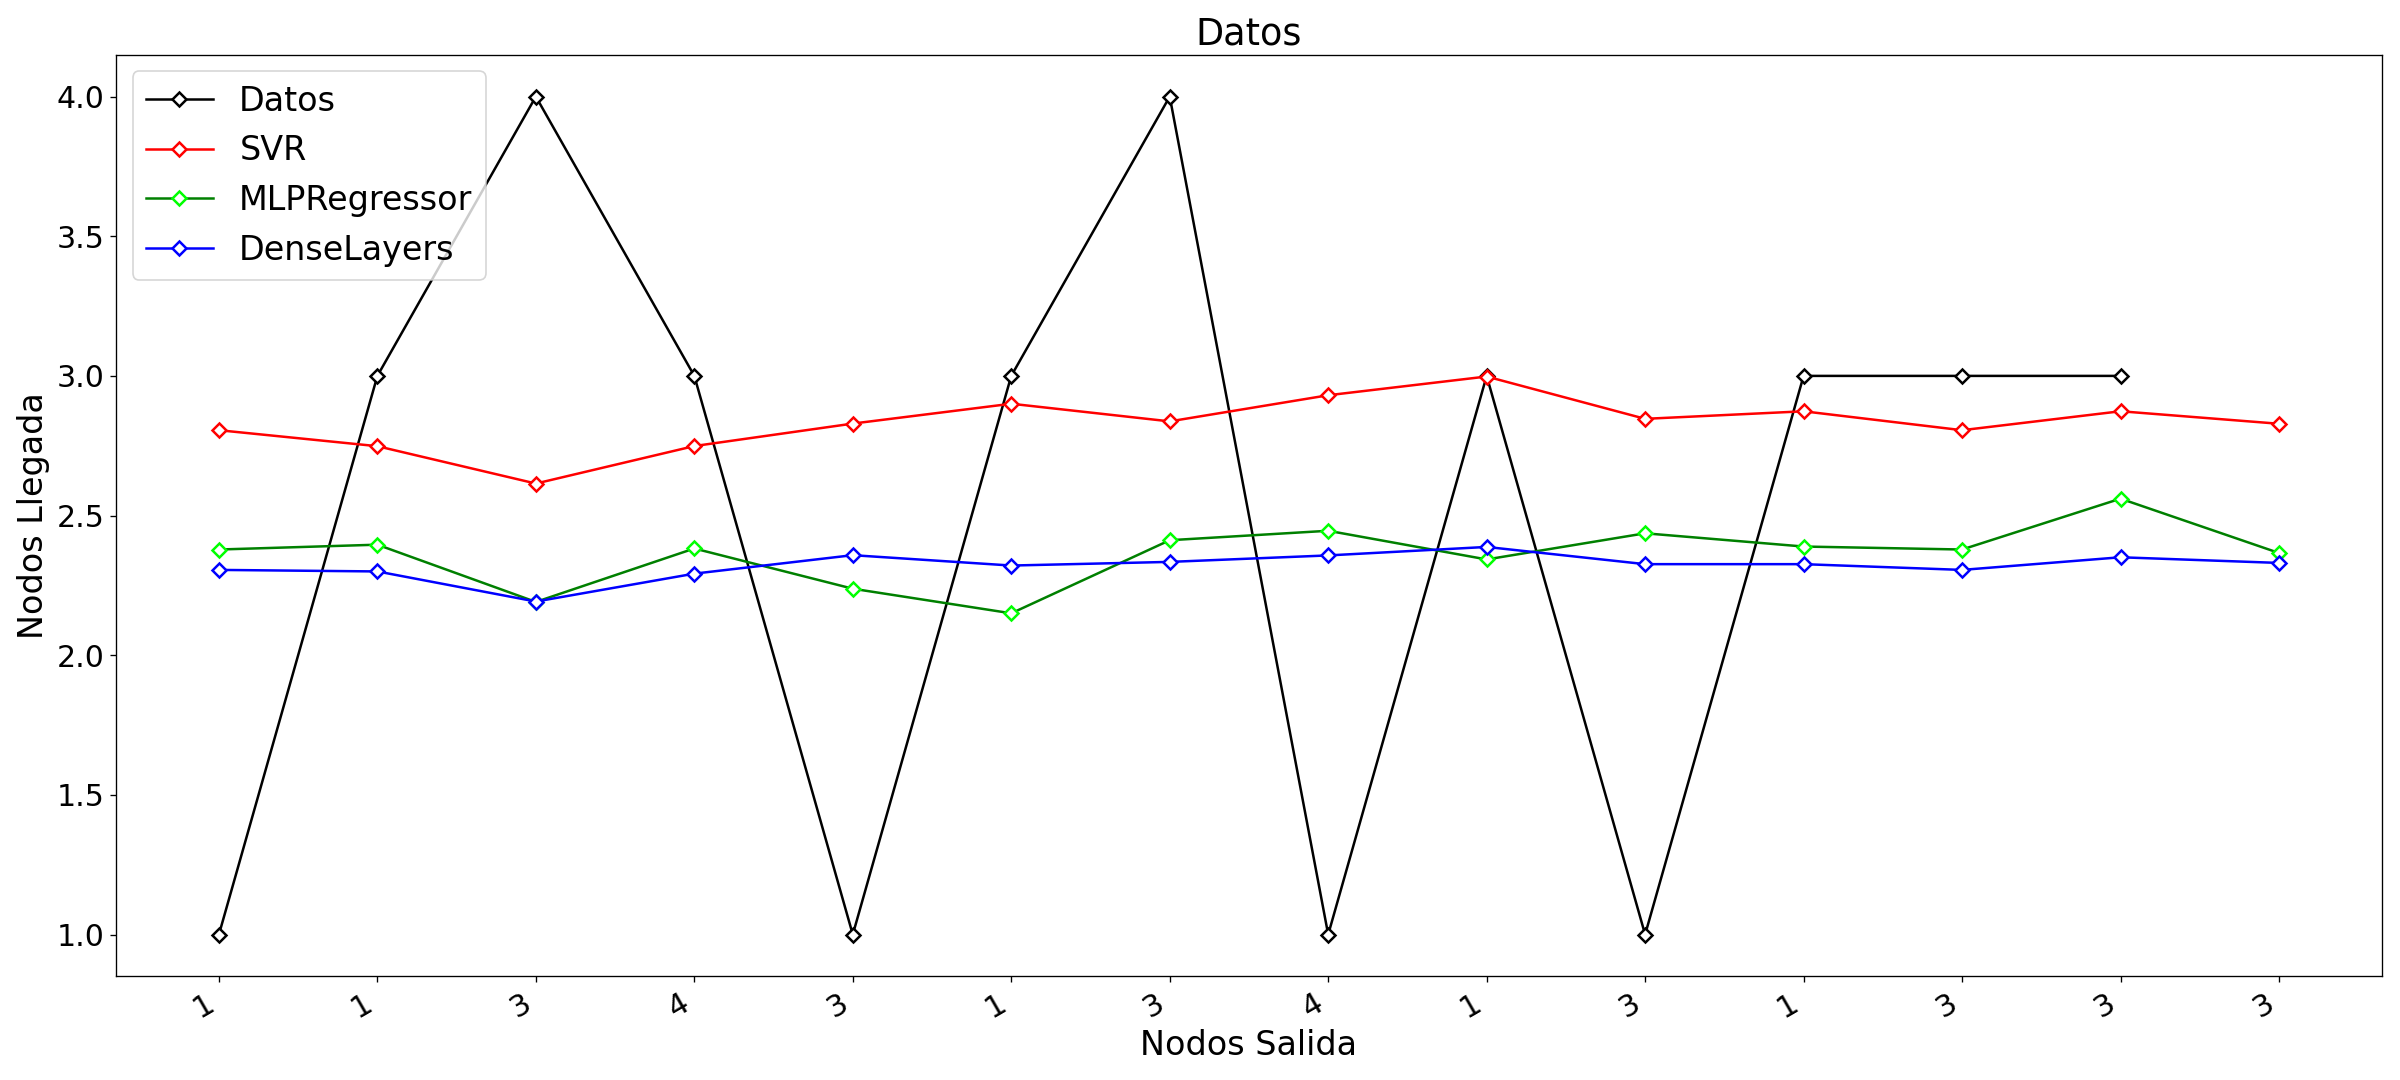 Datos
Datos
SVR
MLPRegressor
DenseLayers
4.0
3.5
3.0
2.5
2.0
1.5
1.0
Nodos Llegada
1 1 3 4 3 1 3 4 1 3 1 3 3 3
Nodos Salida